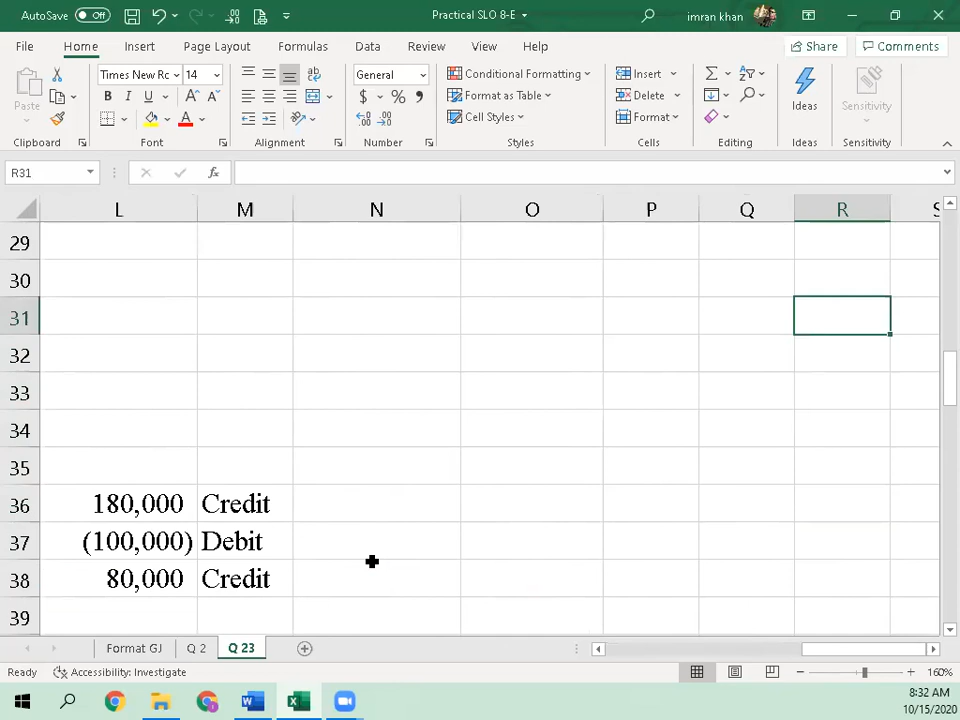 AutoSave Off Practical SLO 8-E imran khan
File Home Insert Page Layout Formulas Data Review View Help Share Comments
Paste Times New Rc 14 General Conditional Formatting Insert
B I U A A ab $ % Format as Table Delete Ideas Sensitivity
A Cell Styles Format
Clipboard Font Alignment Number Styles Cells Editing Ideas Sensitivity
R31 fx
L M N O P Q R S
29
30
31
32
33
34
35
36 180,000 Credit
37 (100,000) Debit
38 80,000 Credit
39
Format GJ Q 2 Q 23
Ready Accessibility: Investigate 160%
8:32 AM
10/15/2020